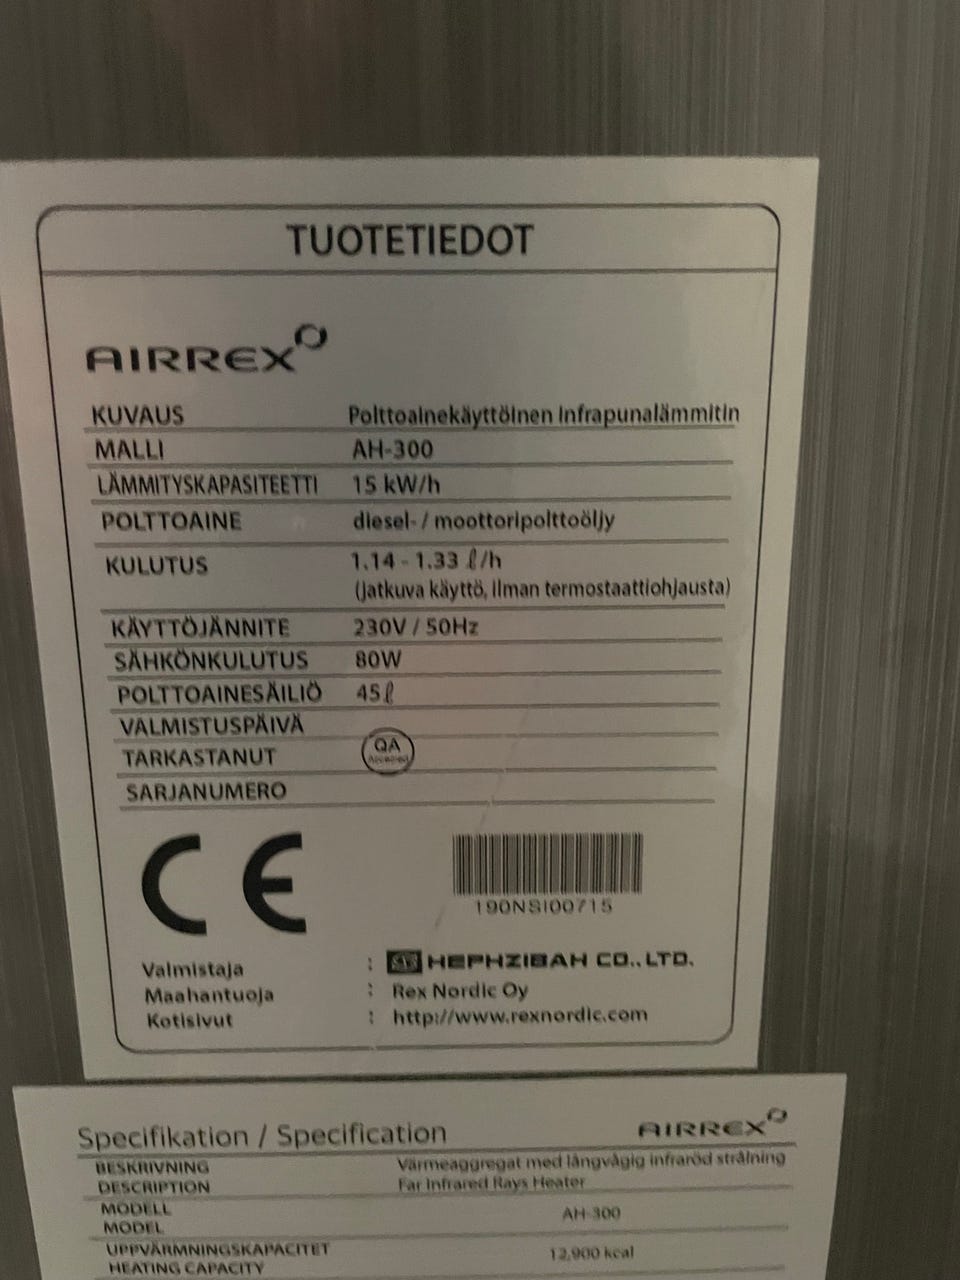 TUOTETIEDOT
AIRREX
KUVAUS Polttoainekäyttöinen infrapunalämmitin
MALLI AH-300
LÄMMITYSKAPASITEETTI 15 kW/h
POLTTOAINE diesel- / moottoripolttoöljy
KULUTUS 1.14 - 1.33 ℓ/h
(jatkuva käyttö, ilman termostaattiohjausta)
KÄYTTÖJÄNNITE 230V / 50Hz
SÄHKÖNKULUTUS 80W
POLTTOAINESÄILIÖ 45ℓ
VALMISTUSPÄIVÄ
TARKASTANUT QA
Accepted
SARJANUMERO
CE
190NSI00715
Valmistaja : HEPHZIBAH CO.,LTD.
Maahantuoja : Rex Nordic Oy
Kotisivut : http://www.rexnordic.com
Specifikation / Specification AIRREX
BESKRIVNING Värmeaggregat med långvågig infraröd strålning
DESCRIPTION Far Infrared Rays Heater
MODELL
MODEL AH-300
UPPVÄRMNINGSKAPACITET 12,900 kcal
HEATING CAPACITY